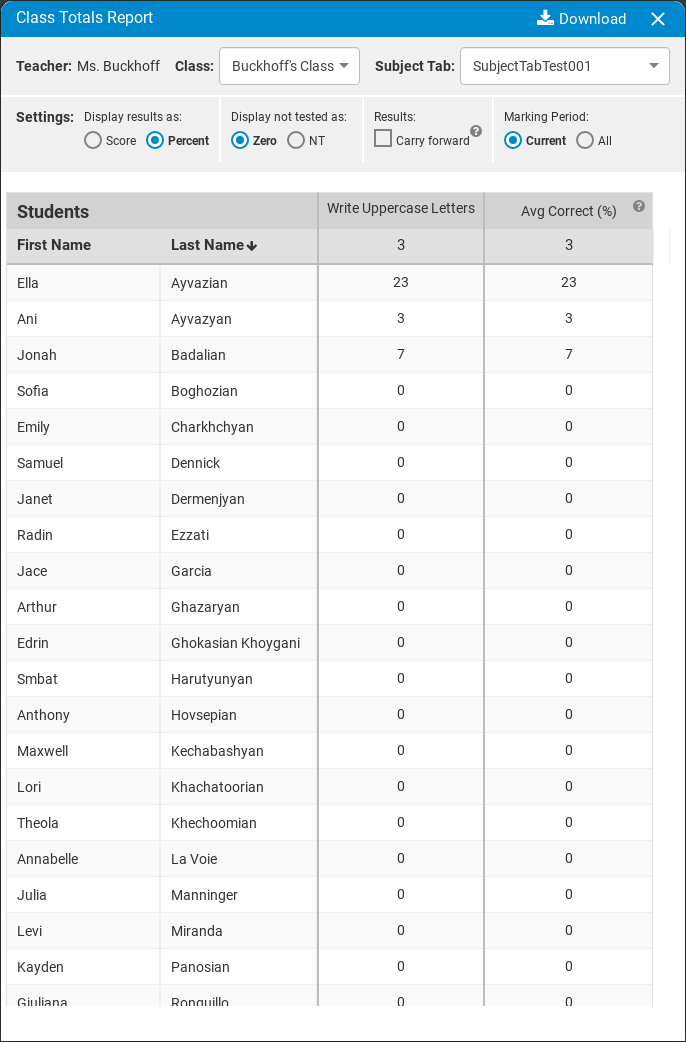 Class Totals Report Download
Teacher: Ms. Buckhoff Class: Buckhoff's Class Subject Tab: SubjectTabTest001
Settings: Display results as: Display not tested as: Results: Marking Period:
Score Percent Zero NT Carry forward ? Current All
Students Write Uppercase Letters Avg Correct (%) ?
First Name Last Name 3 3
Ella Ayvazian 23 23
Ani Ayvazyan 3 3
Jonah Badalian 7 7
Sofia Boghozian 0 0
Emily Charkhchyan 0 0
Samuel Dennick 0 0
Janet Dermenjyan 0 0
Radin Ezzati 0 0
Jace Garcia 0 0
Arthur Ghazaryan 0 0
Edrin Ghokasian Khoygani 0 0
Smbat Harutyunyan 0 0
Anthony Hovsepian 0 0
Maxwell Kechabashyan 0 0
Lori Khachatoorian 0 0
Theola Khechoomian 0 0
Annabelle La Voie 0 0
Julia Manninger 0 0
Levi Miranda 0 0
Kayden Panosian 0 0
Giuliana Ronquillo 0 0